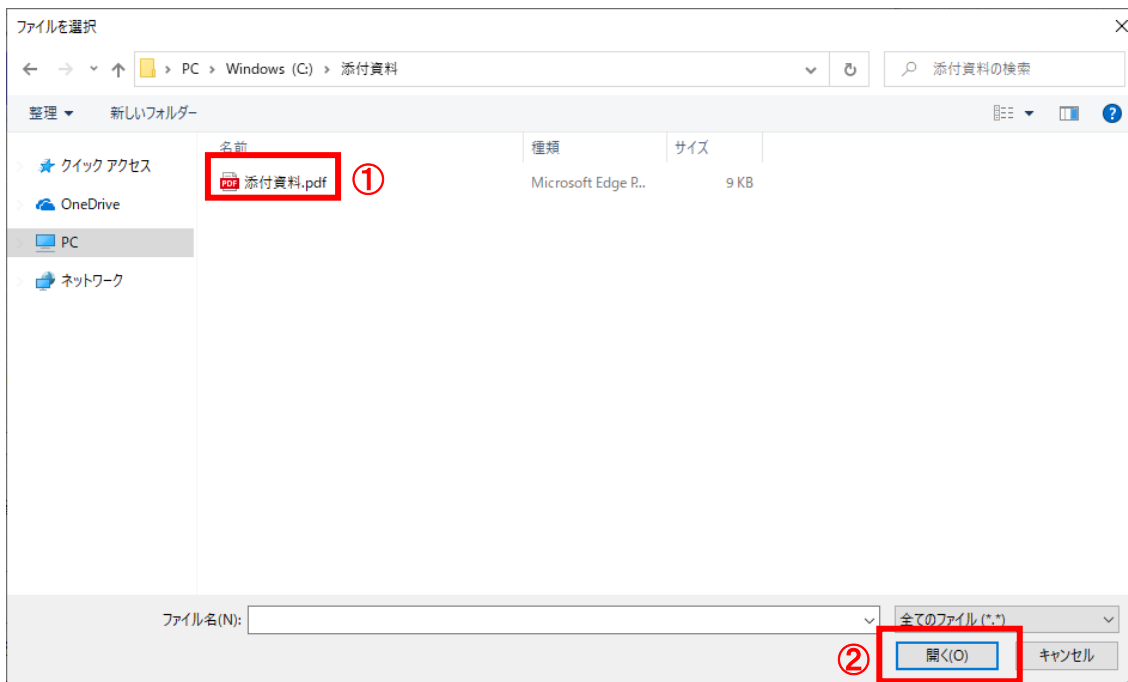 ファイルを選択
PC > Windows (C:) > 添付資料
添付資料の検索
整理 新しいフォルダー
名前 種類 サイズ
クイック アクセス
PDF 添付資料.pdf ① Microsoft Edge P... 9 KB
OneDrive
PC
ネットワーク
ファイル名(N): 全てのファイル (*.*)
② 開く(O) キャンセル